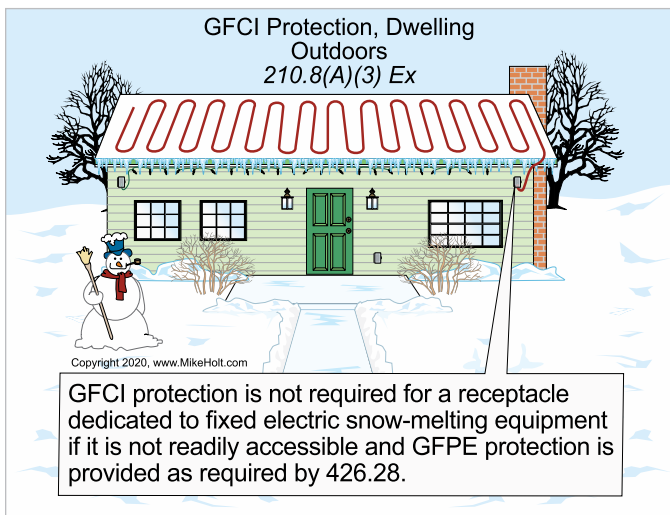 GFCI Protection, Dwelling
Outdoors
210.8(A)(3) Ex
Copyright 2020, www.MikeHolt.com
GFCI protection is not required for a receptacle
dedicated to fixed electric snow-melting equipment
if it is not readily accessible and GFPE protection is
provided as required by 426.28.